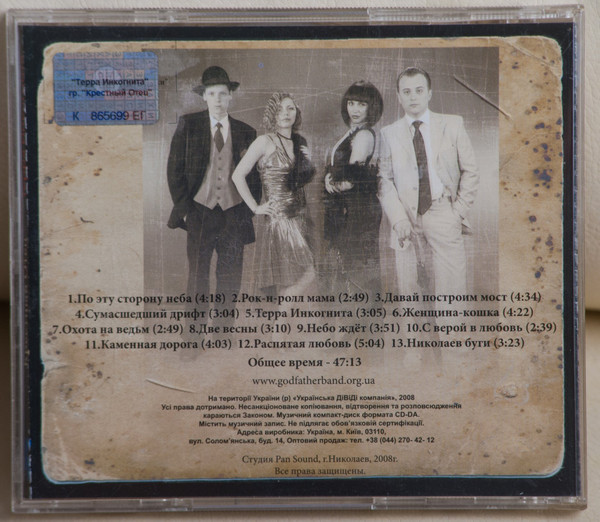 "Терра Инкогнита"
гр. "Крестный Отец"
К 865699 ЕГ
1.По эту сторону неба (4:18) 2.Рок-н-ролл мама (2:49) 3.Давай построим мост (4:34)
4.Сумасшедший дрифт (3:04) 5.Терра Инкогнита (3:05) 6.Женщина-кошка (4:22)
7.Охота на ведьм (2:49) 8.Две весны (3:10) 9.Небо ждёт (3:51) 10.С верой в любовь (2:39)
11.Каменная дорога (4:03) 12.Распятая любовь (5:04) 13.Николаев буги (3:23)
Общее время - 47:13
www.godfatherband.org.ua
На території України (р) «Українська ДІВІДІ компанія», 2008
Усі права дотримано. Несанкціоноване копіювання, відтворення та розповсюдження
караються Законом. Музичний компакт-диск формата CD-DA.
Містить музичний запис. Не підлягає обов'язковій сертифікації.
Адреса виробника: Україна, м. Київ, 03110,
вул. Солом'янська, буд. 14, Оптовий продаж: тел. +38 (044) 270- 42- 12
Студия Pan Sound, г.Николаев, 2008г.
Все права защищены.